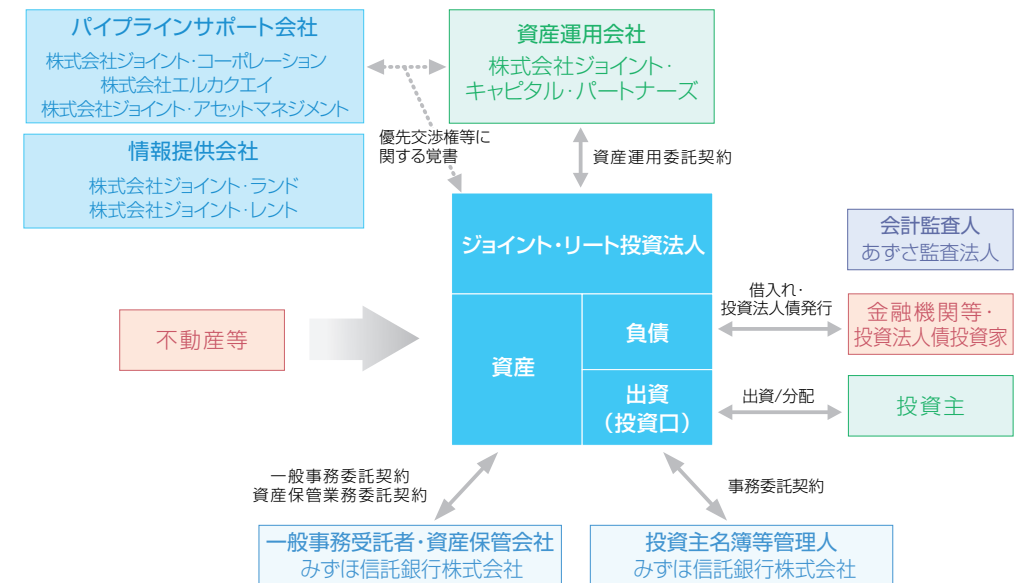 パイプラインサポート会社
株式会社ジョイント・コーポレーション
株式会社エルカクエイ
株式会社ジョイント・アセットマネジメント
資産運用会社
株式会社ジョイント・
キャピタル・パートナーズ
優先交渉権等に
関する覚書
資産運用委託契約
情報提供会社
株式会社ジョイント・ランド
株式会社ジョイント・レント
ジョイント・リート投資法人
会計監査人
あずさ監査法人
不動産等
資産
負債
出資
（投資口）
借入れ・
投資法人債発行
金融機関等・
投資法人債投資家
出資/分配
投資主
一般事務委託契約
資産保管業務委託契約
事務委託契約
一般事務受託者・資産保管会社
みずほ信託銀行株式会社
投資主名簿等管理人
みずほ信託銀行株式会社